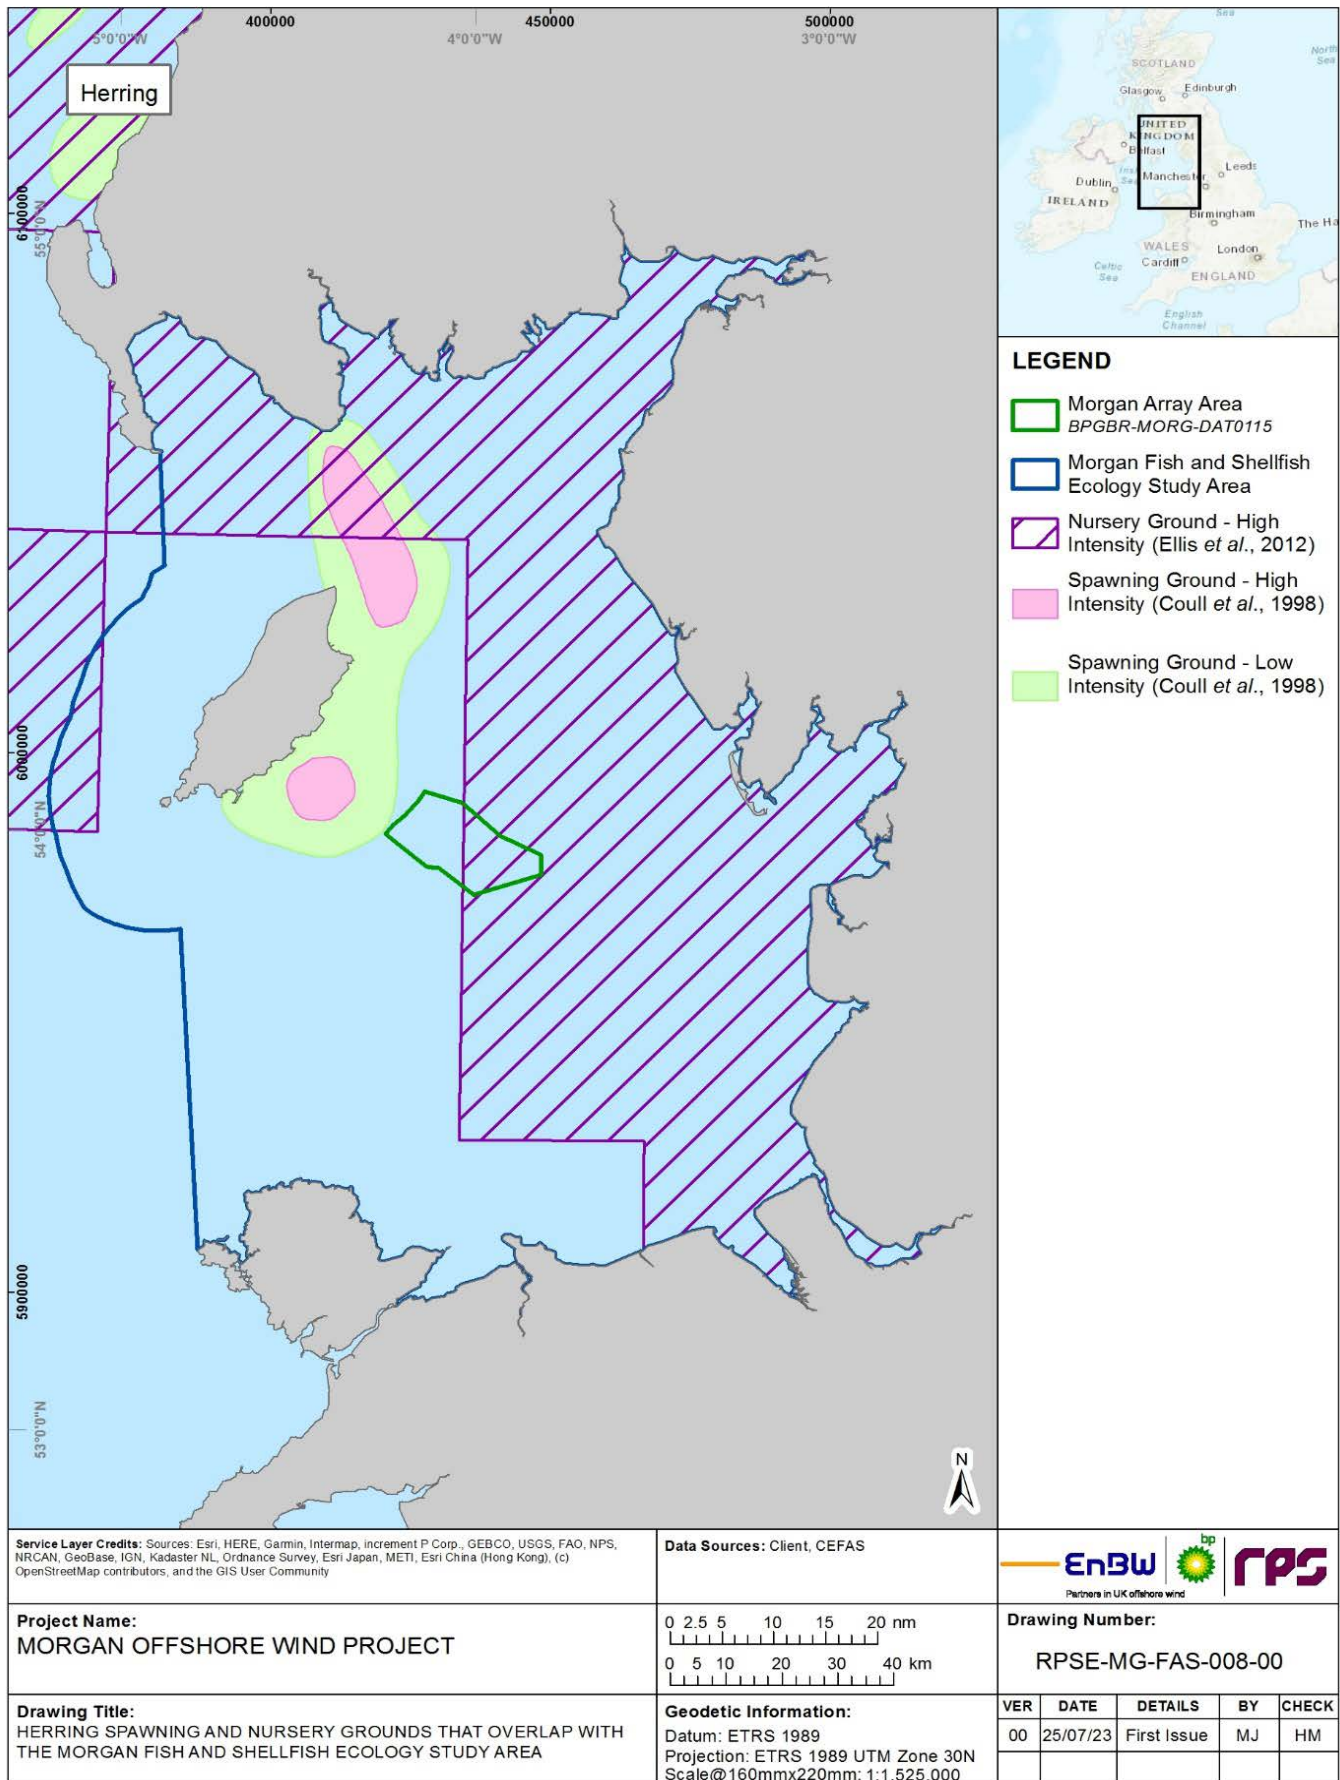 400000
450000
500000
5°0'0"W
4°0'0"W
3°0'0"W
Herring
6100000
55°0'0"N
6000000
54°0'0"N
5900000
53°0'0"N
N
Sea
North
Sea
SCOTLAND
Glasgow
Edinburgh
UNITED
KINGDOM
Belfast
Leeds
Dublin
Manchester
IRELAND
Birmingham
The Ha
WALES
London
Cardiff
Celtic
Sea
ENGLAND
English
Channel
LEGEND
Morgan Array Area
BPGBR-MORG-DAT0115
Morgan Fish and Shellfish
Ecology Study Area
Nursery Ground - High
Intensity (Ellis et al., 2012)
Spawning Ground - High
Intensity (Coull et al., 1998)
Spawning Ground - Low
Intensity (Coull et al., 1998)
Service Layer Credits: Sources: Esri, HERE, Garmin, Intermap, increment P Corp., GEBCO, USGS, FAO, NPS,
NRCAN, GeoBase, IGN, Kadaster NL, Ordnance Survey, Esri Japan, METI, Esri China (Hong Kong), (c)
OpenStreetMap contributors, and the GIS User Community
Data Sources: Client, CEFAS
EnBW
bp
rps
Partners in UK offshore wind
Project Name:
MORGAN OFFSHORE WIND PROJECT
0 2.5 5 10 15 20 nm
0 5 10 20 30 40 km
Drawing Number:
RPSE-MG-FAS-008-00
Drawing Title:
HERRING SPAWNING AND NURSERY GROUNDS THAT OVERLAP WITH
THE MORGAN FISH AND SHELLFISH ECOLOGY STUDY AREA
Geodetic Information:
Datum: ETRS 1989
Projection: ETRS 1989 UTM Zone 30N
Scale@160mmx220mm: 1:1,525,000
VER DATE DETAILS BY CHECK
00 25/07/23 First Issue MJ HM